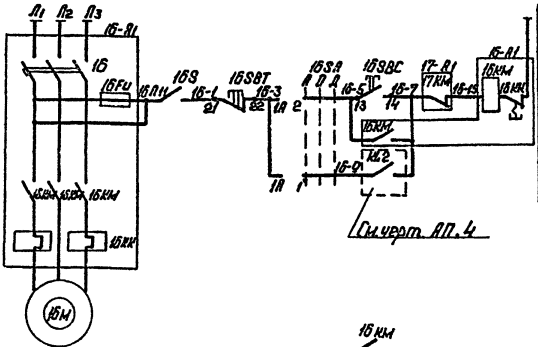 Л1 Л2 Л3
16-Я1
16
16Fu
16Л11
16S
16-1
21
16SBT
22
16-3
1А
2
16SA
Л О Д
16-5
13
16SBC
14
16-7
17-Я1
17КМ
16-15
16-Я1
16КМ
16КК
16КМ
КL2
16-9
1А
1
См. черт. АП. 4
16КМ 16КМ 16КМ
16КК
16М
16КМ